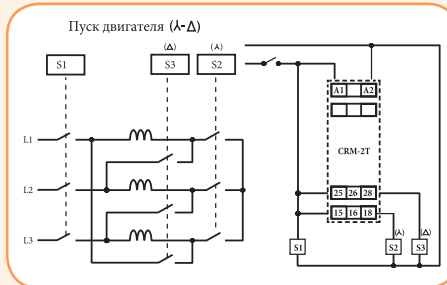 Пуск двигателя (⅄-Δ)
(Δ) (⅄)
S1 S3 S2
A1 A2
L1
CRM-2T
L2
25 26 28
15 16 18
(⅄) (Δ)
L3
S1 S2 S3